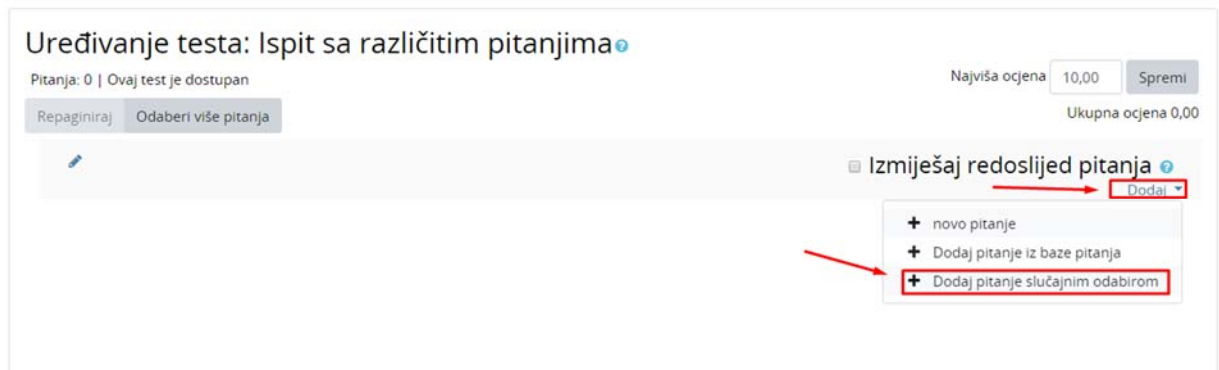 Uređivanje testa: Ispit sa različitim pitanjima
Pitanja: 0 | Ovaj test je dostupan
Najviša ocjena 10,00 Spremi
Repaginiraj Odaberi više pitanja
Ukupna ocjena 0,00
Izmiješaj redoslijed pitanja
Dodaj
+ novo pitanje
+ Dodaj pitanje iz baze pitanja
+ Dodaj pitanje slučajnim odabirom